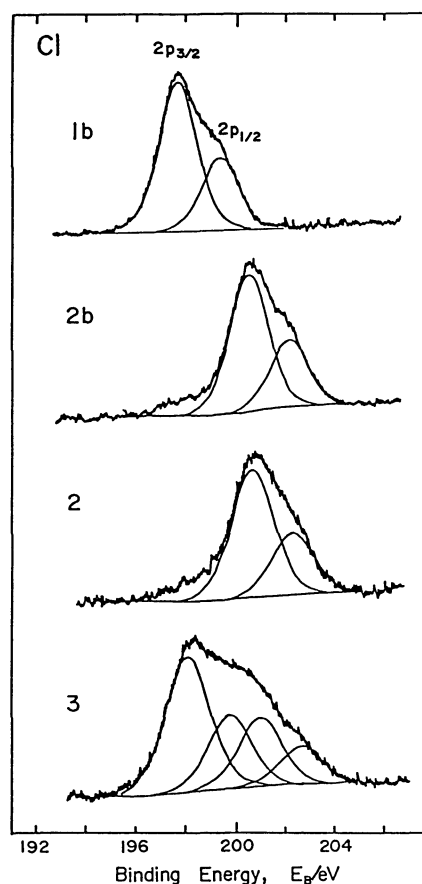 Cl
2p3/2
1b
2p1/2
2b
2
3
192 196 200 204
Binding Energy, EB/eV